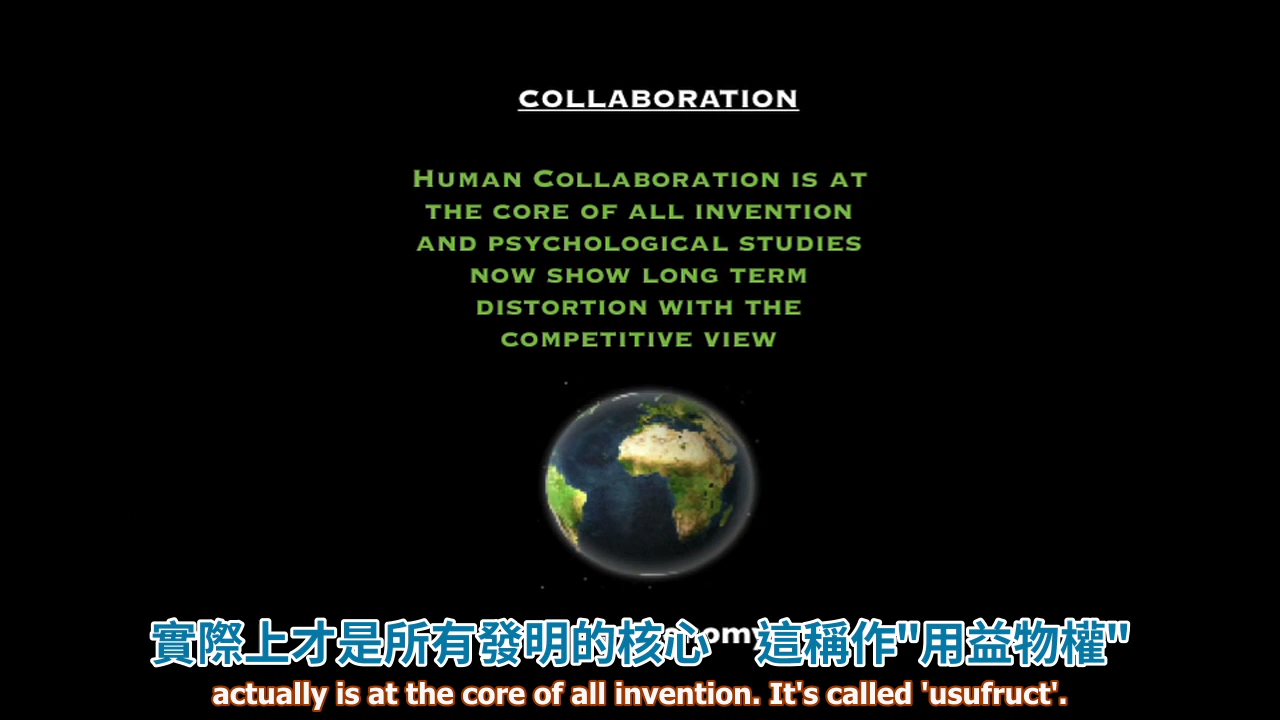 COLLABORATION
HUMAN COLLABORATION IS AT
THE CORE OF ALL INVENTION
AND PSYCHOLOGICAL STUDIES
NOW SHOW LONG TERM
DISTORTION WITH THE
COMPETITIVE VIEW
實際上才是所有發明的核心 這稱作"用益物權"
actually is at the core of all invention. It's called 'usufruct'.